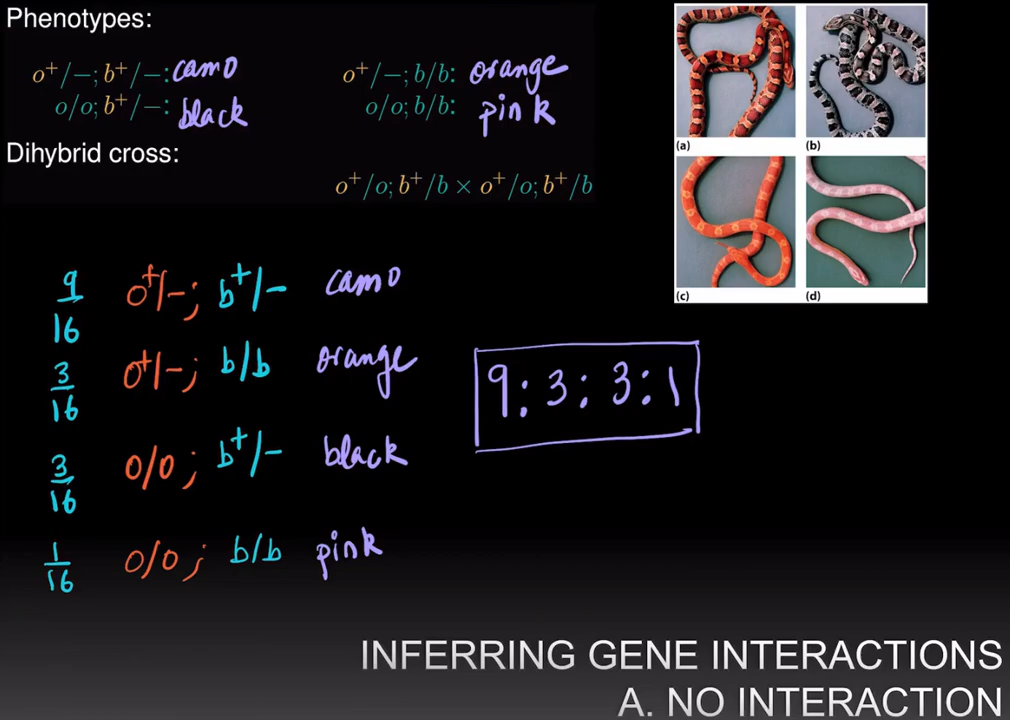 Phenotypes:
o⁺/−; b⁺/−: camo
o⁺/−; b/b: orange
o/o; b⁺/−: black
o/o; b/b: pink
Dihybrid cross:
o⁺/o; b⁺/b × o⁺/o; b⁺/b
(a)
(b)
(c)
(d)
9/16 o⁺/−; b⁺/− camo
3/16 o⁺/−; b/b orange
3/16 o/o; b⁺/− black
1/16 o/o; b/b pink
9:3:3:1
INFERRING GENE INTERACTIONS
A. NO INTERACTION